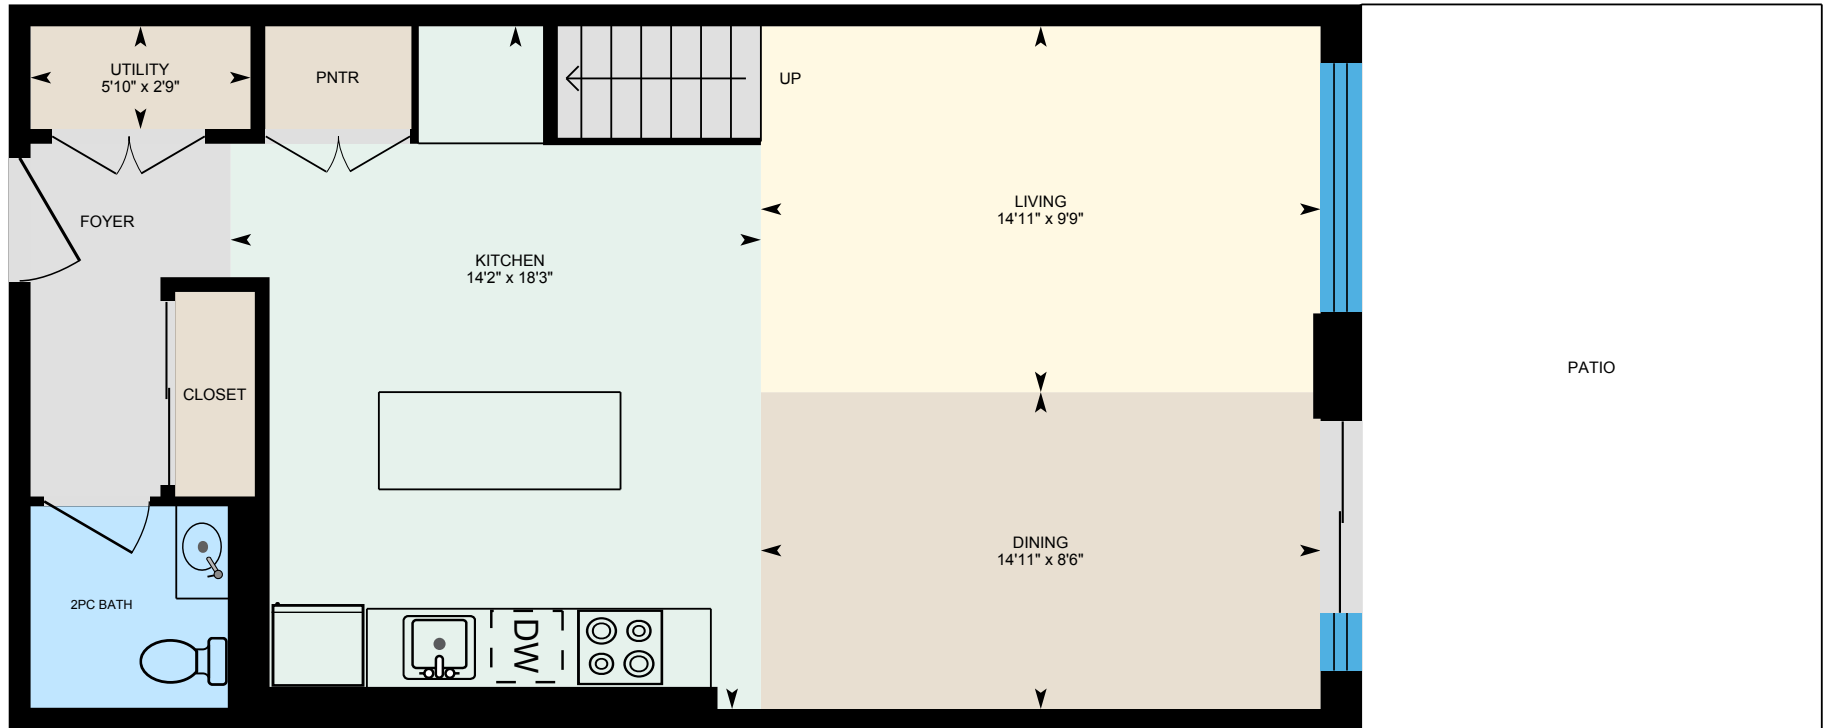 UTILITY
5'10" x 2'9"
PNTR
UP
FOYER
LIVING
14'11" x 9'9"
KITCHEN
14'2" x 18'3"
PATIO
CLOSET
DINING
14'11" x 8'6"
2PC BATH
DW